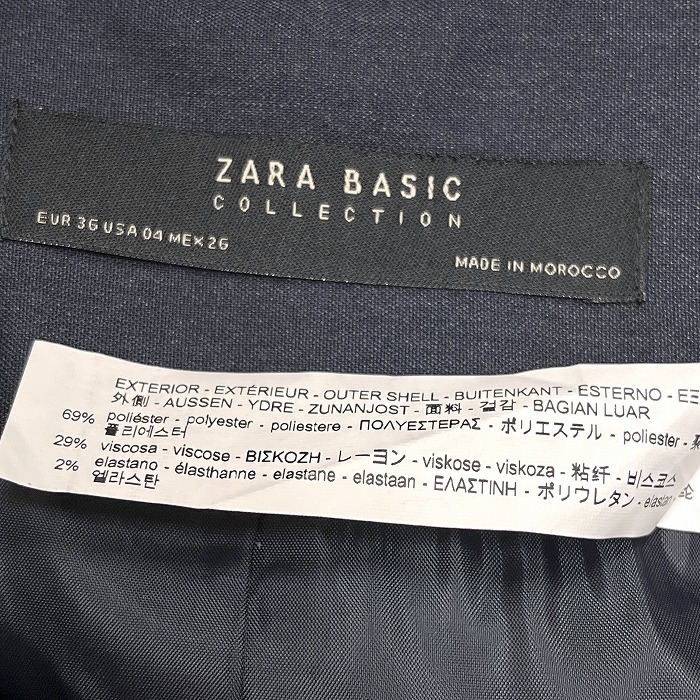 ZARA BASIC
COLLECTION
EUR 36 USA 04 MEX 26
MADE IN MOROCCO
EXTERIOR - EXTÉRIEUR - OUTER SHELL - BUITENKANT - ESTERNO -
外側 - AUSSEN - YDRE - ZUNANJOST - 面料 - 겉감 - BAGIAN LUAR
69% poliéster - polyester - poliestere - ΠΟΛΥΕΣΤΕΡΑΣ - ポリエステル - poliester -
폴리에스터
29% viscosa - viscose - ΒΙΣΚΟΖΗ - レーヨン - viskose - viskoza - 粘纤 - 비스코스
2% elastano - élasthanne - elastane - elastaan - ΕΛΑΣΤΙΝΗ - ポリウレタン -
엘라스탄